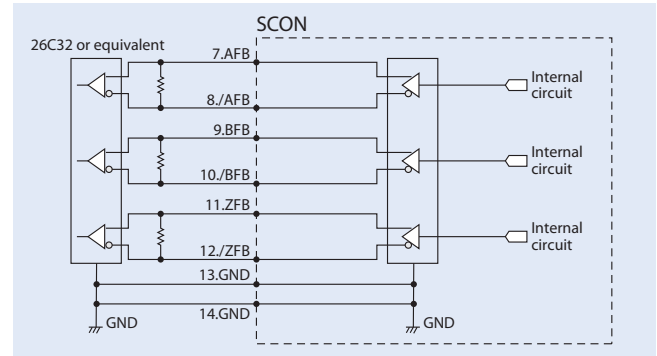 SCON
26C32 or equivalent
7.AFB
Internal
circuit
8./AFB
9.BFB
Internal
circuit
10./BFB
11.ZFB
Internal
circuit
12./ZFB
13.GND
14.GND
GND
GND